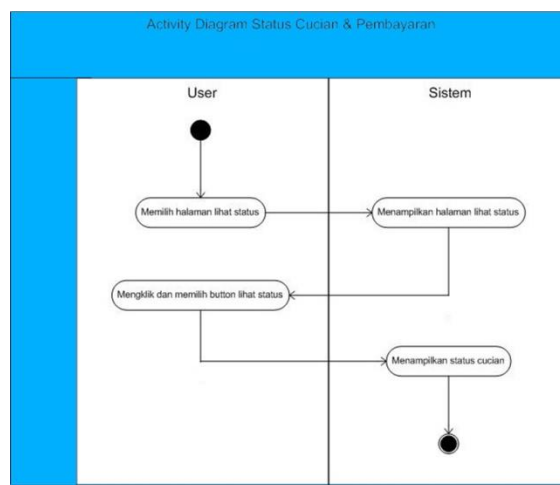 Activity Diagram Status Cucian & Pembayaran
User
Sistem
Memilih halaman lihat status
Menampilkan halaman lihat status
Mengklik dan memilih button lihat status
Menampilkan status cucian